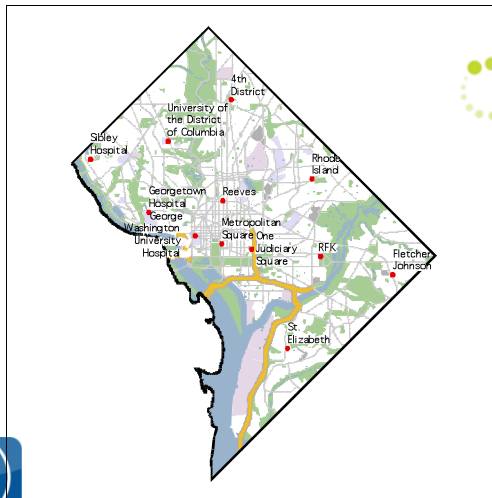 4th
District
University of
the District
of Columbia
Sibley
Hospital
Rhode
Island
Georgetown
Hospital
Reeves
George
Washington
University
Hospital
Metropolitan
Square
One
Judiciary
Square
RFK
Fletcher
Johnson
St
Elizabeth